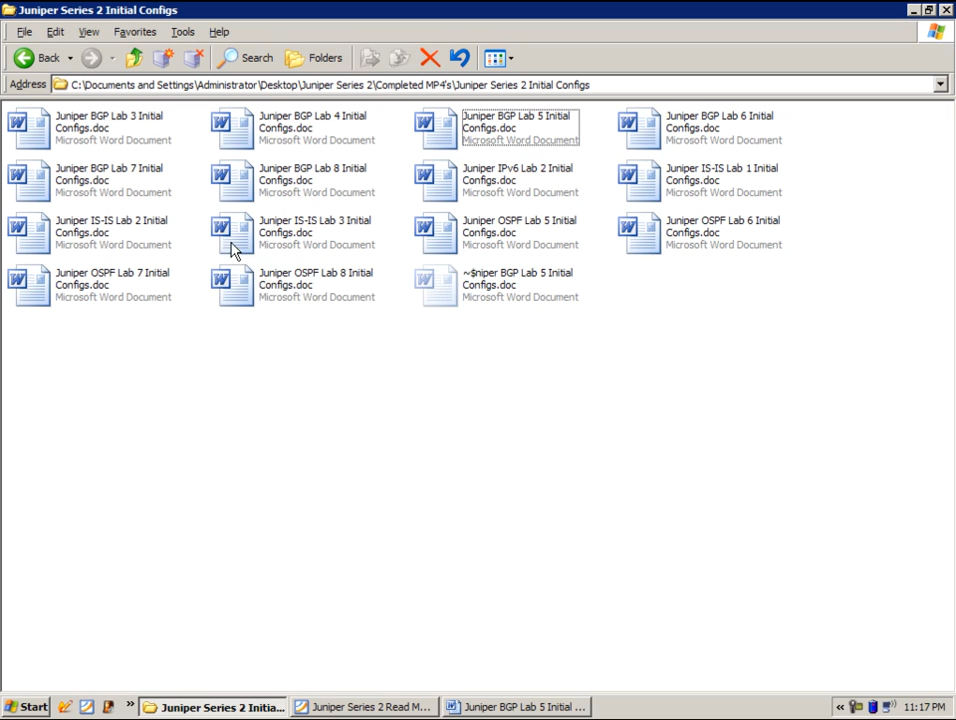 Juniper Series 2 Initial Configs
File Edit View Favorites Tools Help
Back Search Folders
Address C:\Documents and Settings\Administrator\Desktop\Juniper Series 2\Completed MP4's\Juniper Series 2 Initial Configs
Juniper BGP Lab 3 Initial
Configs.doc
Microsoft Word Document
Juniper BGP Lab 4 Initial
Configs.doc
Microsoft Word Document
Juniper BGP Lab 5 Initial
Configs.doc
Microsoft Word Document
Juniper BGP Lab 6 Initial
Configs.doc
Microsoft Word Document
Juniper BGP Lab 7 Initial
Configs.doc
Microsoft Word Document
Juniper BGP Lab 8 Initial
Configs.doc
Microsoft Word Document
Juniper IPv6 Lab 2 Initial
Configs.doc
Microsoft Word Document
Juniper IS-IS Lab 1 Initial
Configs.doc
Microsoft Word Document
Juniper IS-IS Lab 2 Initial
Configs.doc
Microsoft Word Document
Juniper IS-IS Lab 3 Initial
Configs.doc
Microsoft Word Document
Juniper OSPF Lab 5 Initial
Configs.doc
Microsoft Word Document
Juniper OSPF Lab 6 Initial
Configs.doc
Microsoft Word Document
Juniper OSPF Lab 7 Initial
Configs.doc
Microsoft Word Document
Juniper OSPF Lab 8 Initial
Configs.doc
Microsoft Word Document
~$niper BGP Lab 5 Initial
Configs.doc
Microsoft Word Document
Start » Juniper Series 2 Initia... Juniper Series 2 Read M... Juniper BGP Lab 5 Initial ... « 11:17 PM